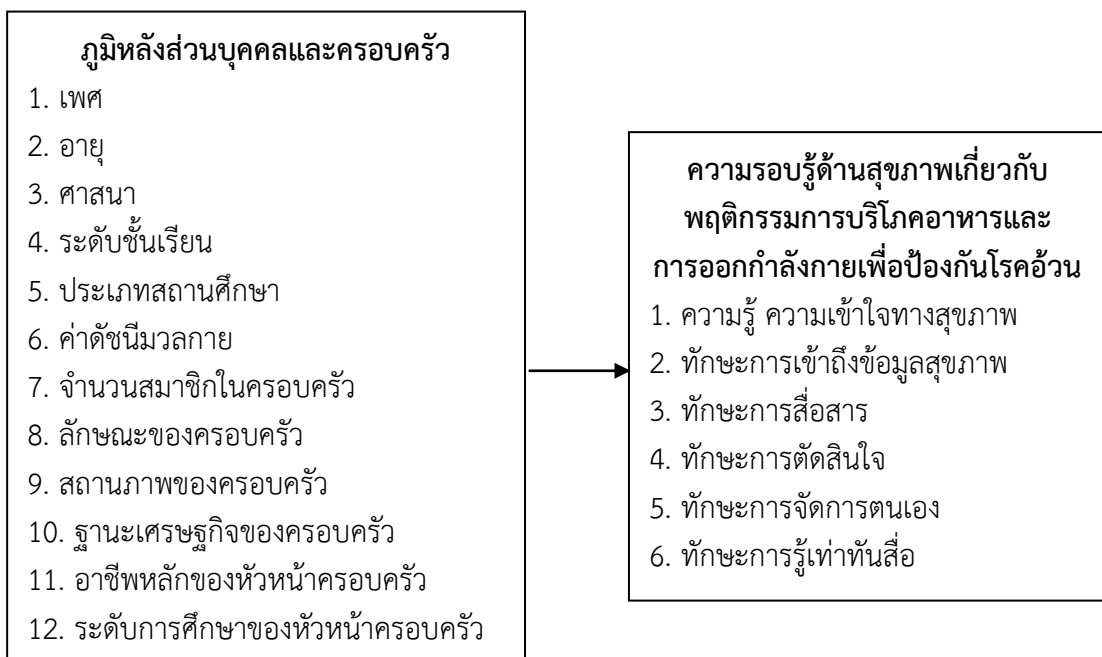 ภูมิหลังส่วนบุคคลและครอบครัว
1. เพศ
2. อายุ
3. ศาสนา
4. ระดับชั้นเรียน
5. ประเภทสถานศึกษา
6. ค่าดัชนีมวลกาย
7. จำนวนสมาชิกในครอบครัว
8. ลักษณะของครอบครัว
9. สถานภาพของครอบครัว
10. ฐานะเศรษฐกิจของครอบครัว
11. อาชีพหลักของหัวหน้าครอบครัว
12. ระดับการศึกษาของหัวหน้าครอบครัว
ความรอบรู้ด้านสุขภาพเกี่ยวกับ
พฤติกรรมการบริโภคอาหารและ
การออกกำลังกายเพื่อป้องกันโรคอ้วน
1. ความรู้ ความเข้าใจทางสุขภาพ
2. ทักษะการเข้าถึงข้อมูลสุขภาพ
3. ทักษะการสื่อสาร
4. ทักษะการตัดสินใจ
5. ทักษะการจัดการตนเอง
6. ทักษะการรู้เท่าทันสื่อ